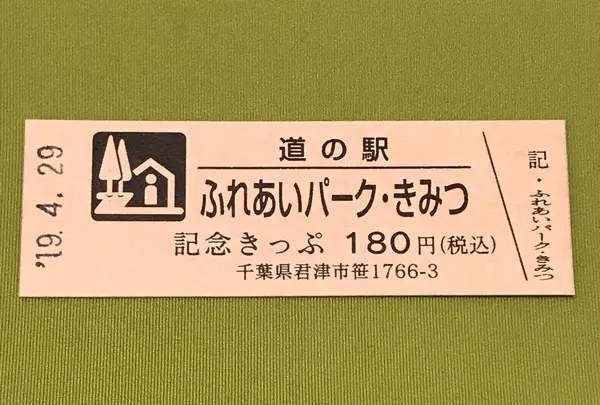 '19.4.29
道の駅
ふれあいパーク・きみつ
記念きっぷ 180円(税込)
千葉県君津市笹1766-3
記・ふれあいパーク・きみつ